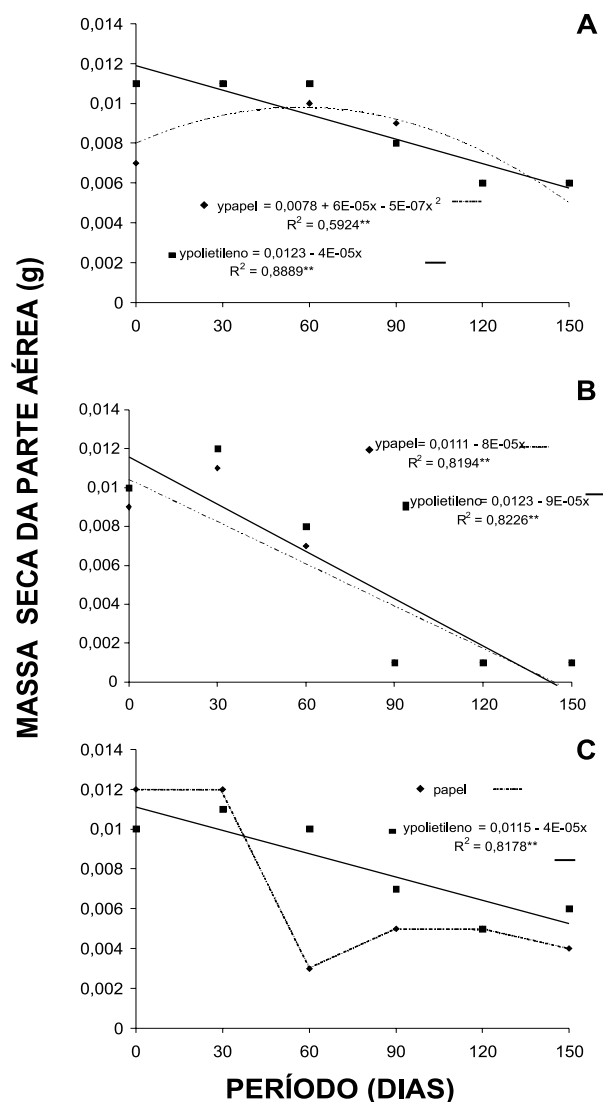 MASSA SECA DA PARTE AÉREA (g)
A
0,014
0,012
0,01
0,008
0,006
0,004
0,002
0
0 30 60 90 120 150
ypapel = 0,0078 + 6E-05x - 5E-07x²
R² = 0,5924**
ypolietileno = 0,0123 - 4E-05x
R² = 0,8889**
B
0,014
0,012
0,01
0,008
0,006
0,004
0,002
0
0 30 60 90 120 150
ypapel= 0,0111 - 8E-05x
R² = 0,8194**
ypolietileno= 0,0123 - 9E-05x
R² = 0,8226**
C
0,014
0,012
0,01
0,008
0,006
0,004
0,002
0
0 30 60 90 120 150
papel
ypolietileno = 0,0115 - 4E-05x
R² = 0,8178**
PERÍODO (DIAS)